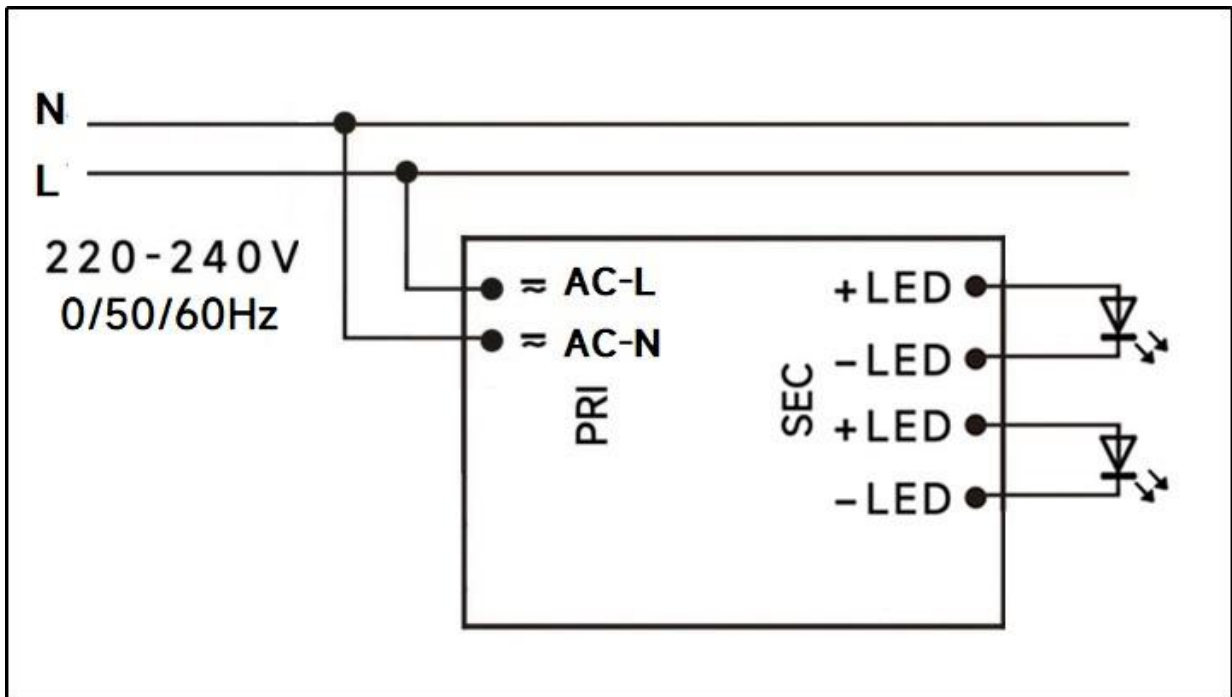 N
L
220-240V
0/50/60Hz
≂ AC-L
≂ AC-N
PRI
SEC
+LED
-LED
+LED
-LED